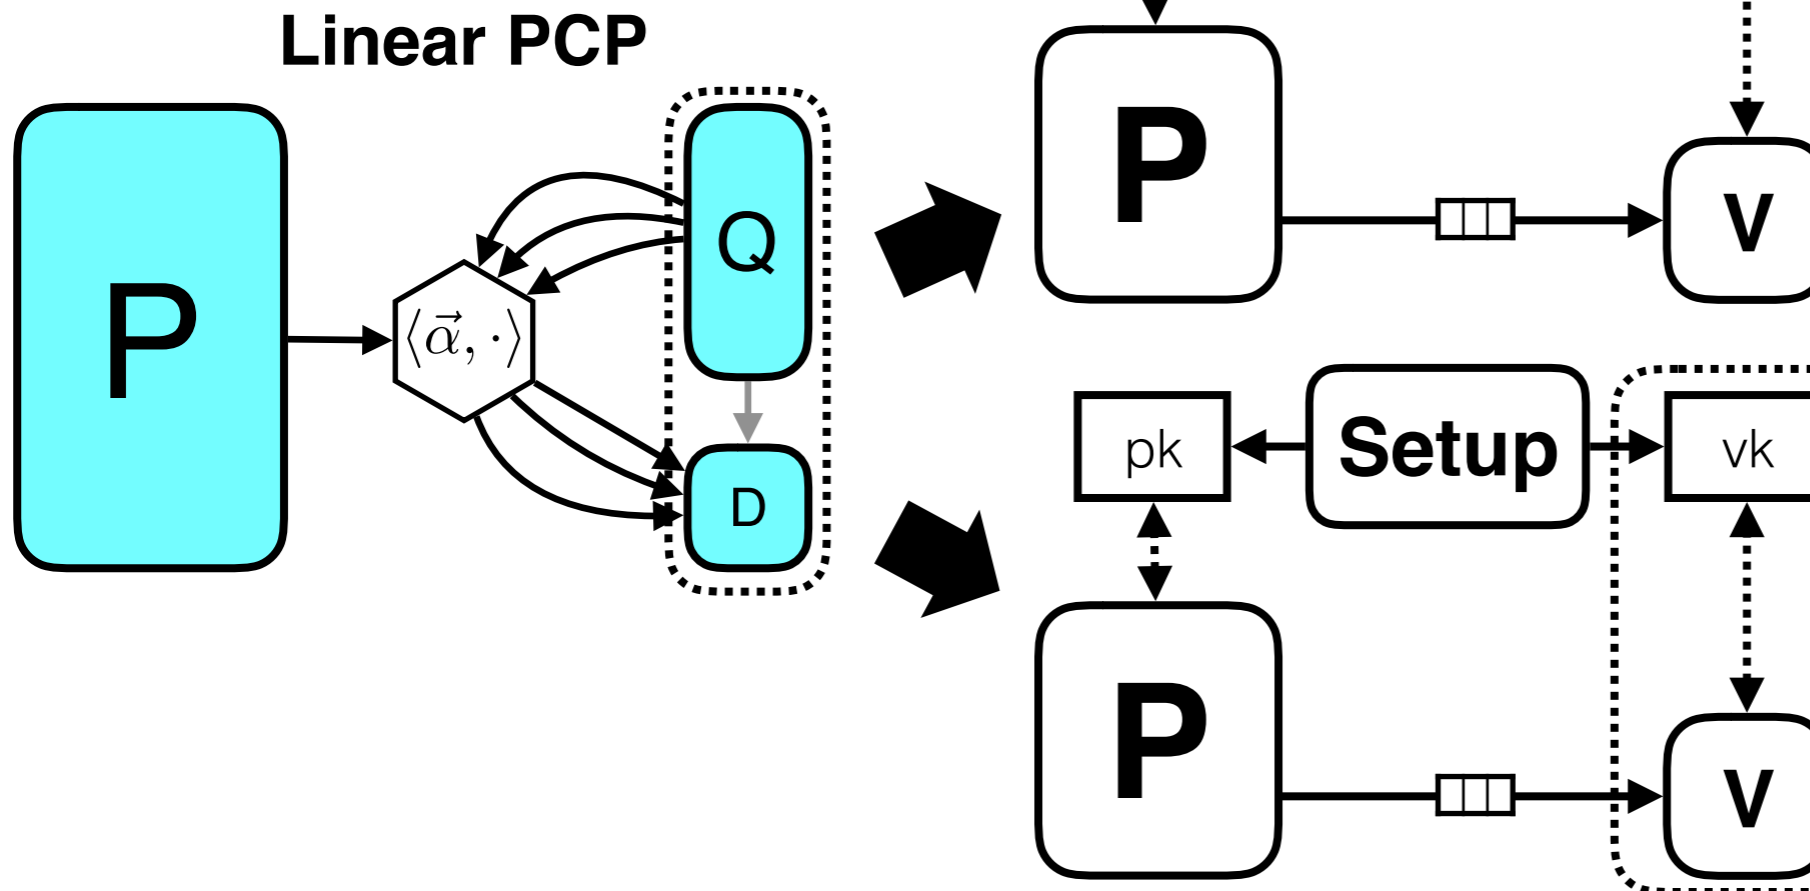 Linear PCP
P
⟨α⃗, ·⟩
Q
D
P
V
pk
Setup
vk
P
V